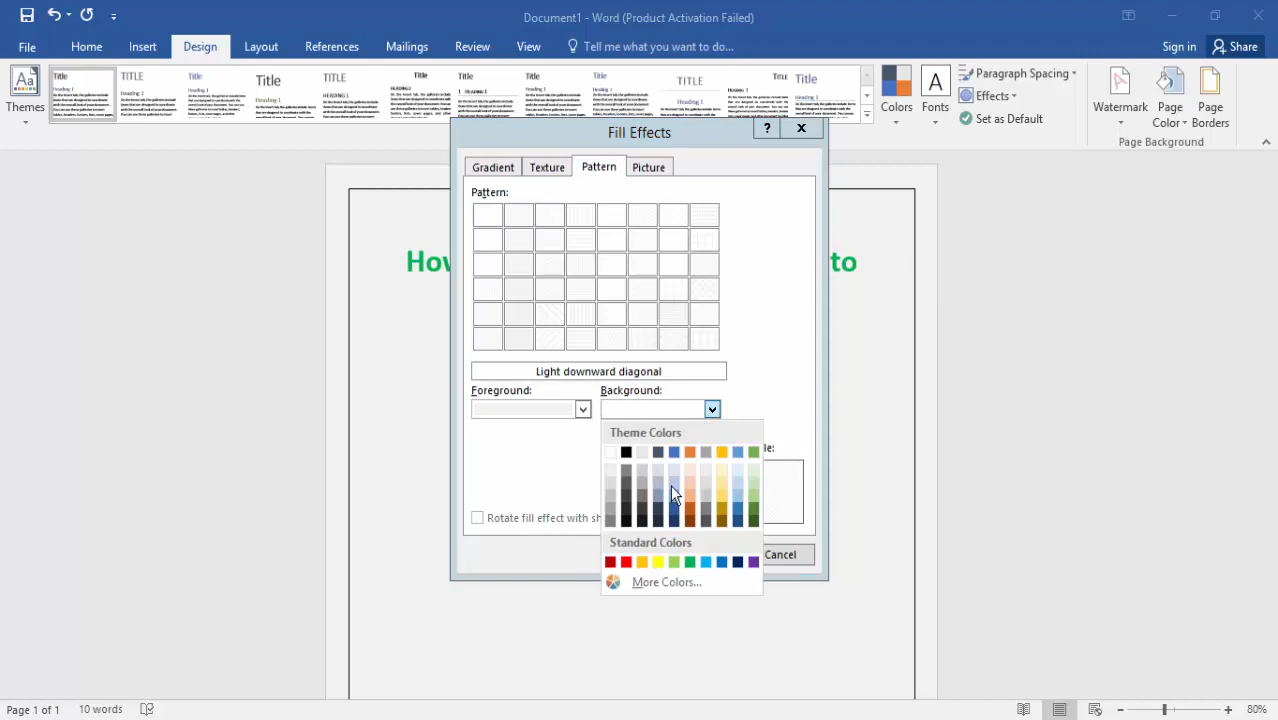 Document1 - Word (Product Activation Failed)
File Home Insert Design Layout References Mailings Review View Tell me what you want to do... Sign in Share
Title TITLE Title Title TITLE Title Title TITLE Title TITLE Title
Paragraph Spacing
Effects
Set as Default
Colors Fonts
Watermark Page Color Page Borders
Page Background
Fill Effects
?
Gradient Texture Pattern Picture
Pattern:
to
Light downward diagonal
Foreground: Background:
Theme Colors
Rotate fill effect with
Standard Colors
Cancel
More Colors...
Page 1 of 1 10 words 80%